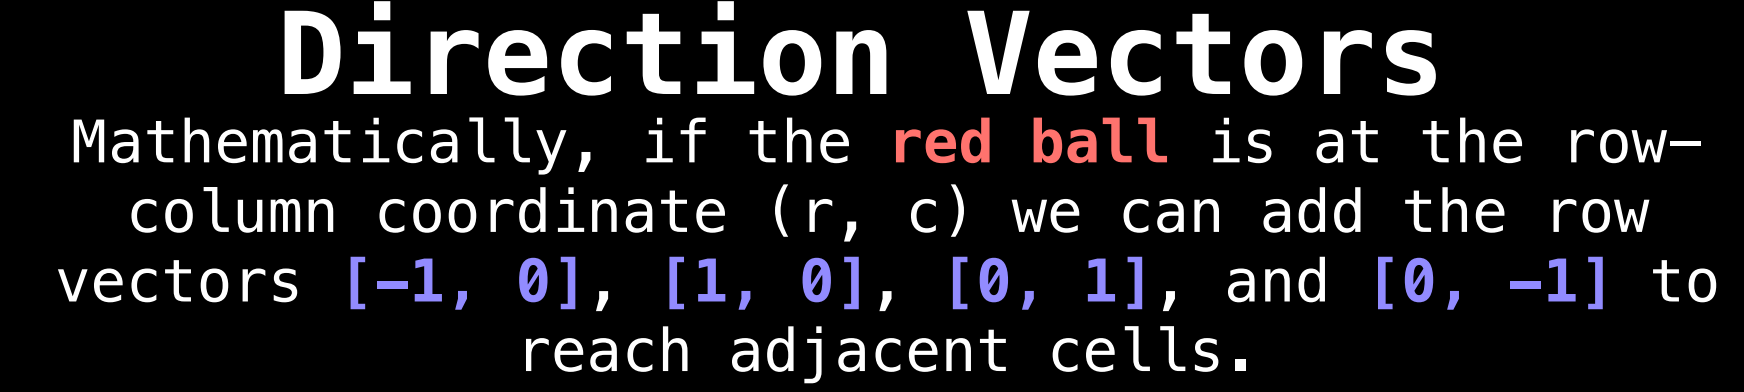 Direction Vectors
Mathematically, if the red ball is at the row-
column coordinate (r, c) we can add the row
vectors [-1, 0], [1, 0], [0, 1], and [0, -1] to
reach adjacent cells.